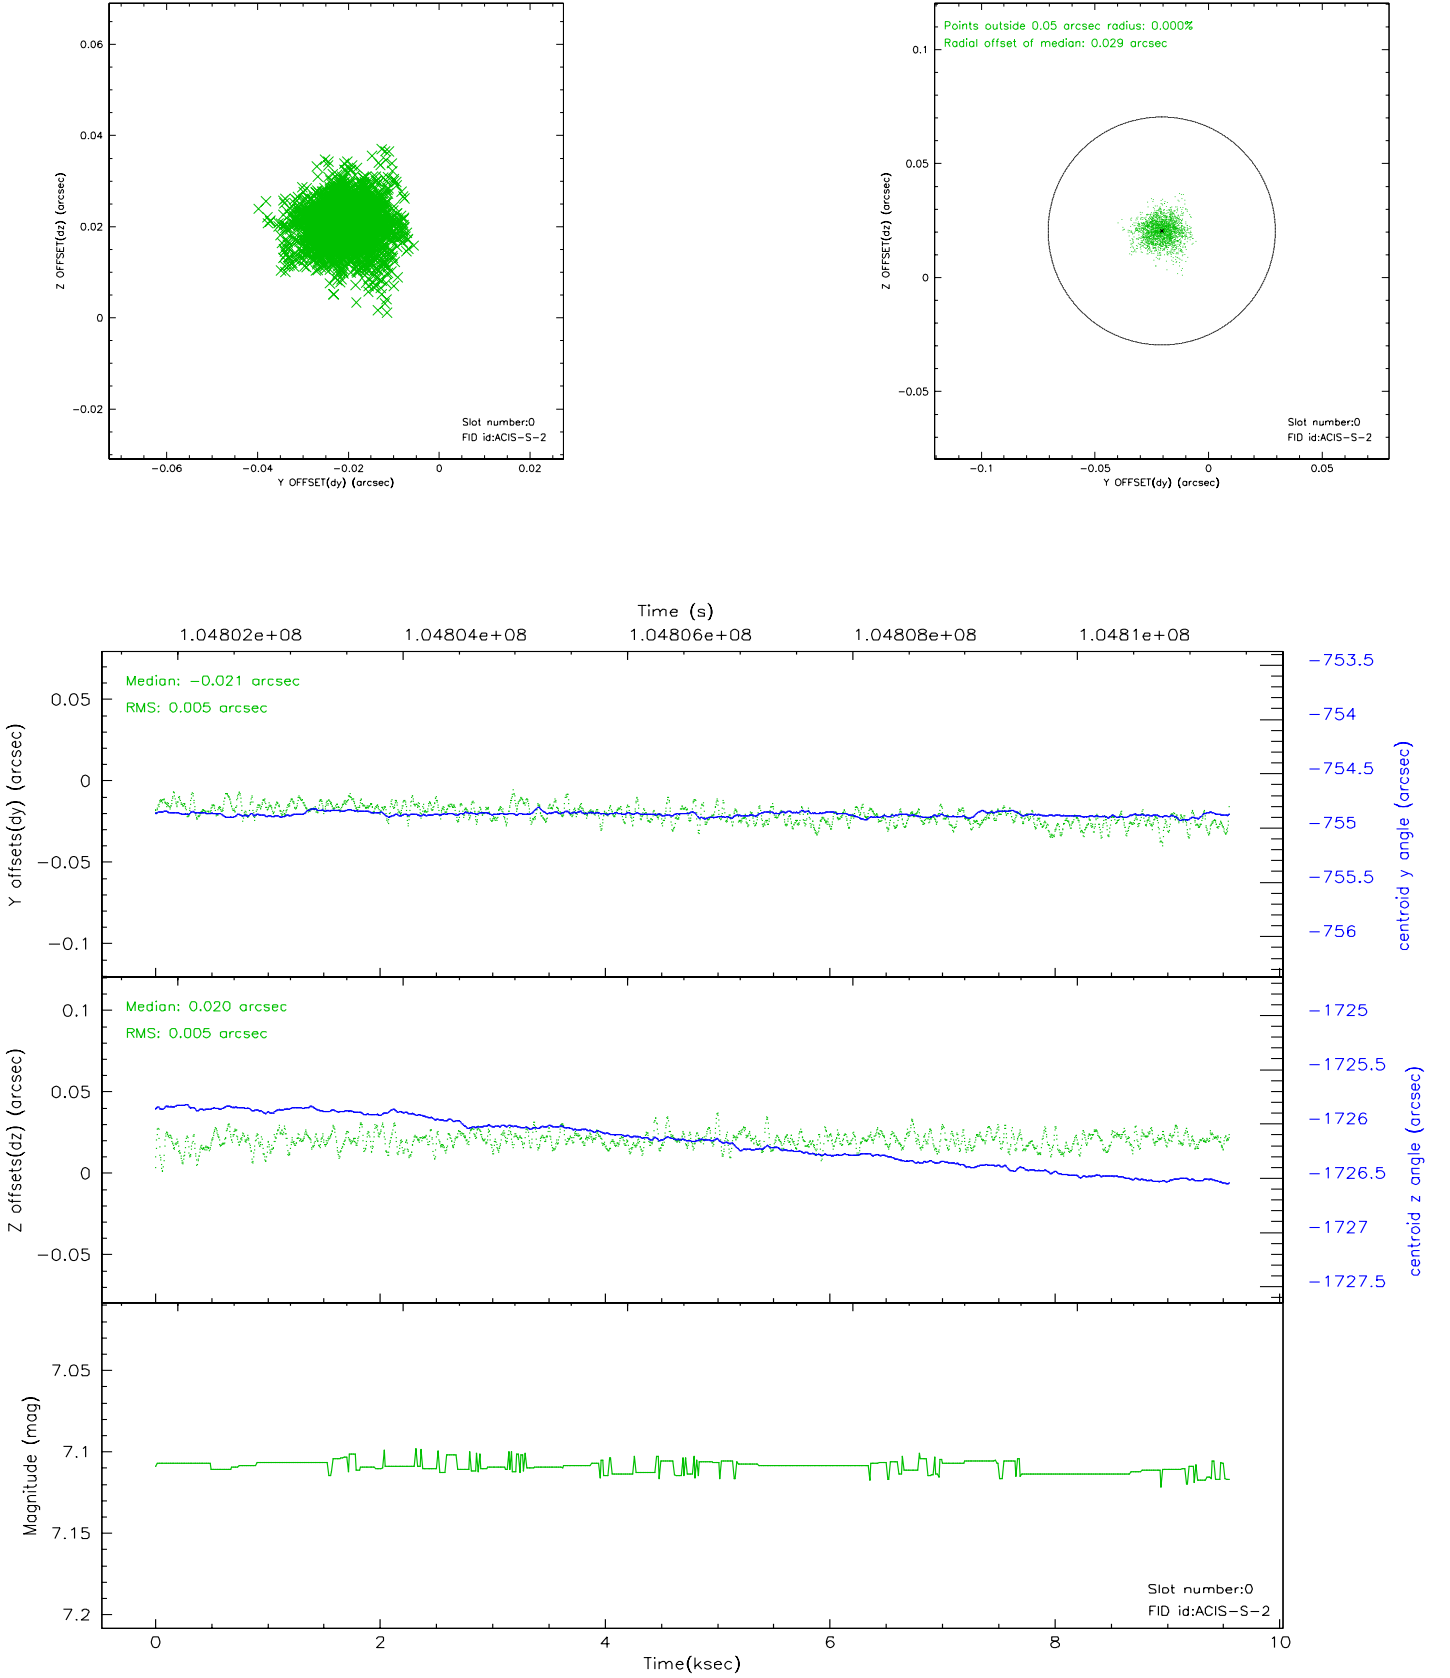 0.06
0.04
0.02
0
-0.02
Z OFFSET(dz) (arcsec)
Slot number:0
FID id:ACIS-S-2
-0.06 -0.04 -0.02 0 0.02
Y OFFSET(dy) (arcsec)
Points outside 0.05 arcsec radius: 0.000%
Radial offset of median: 0.029 arcsec
0.1
0.05
0
-0.05
Z OFFSET(dz) (arcsec)
Slot number:0
FID id:ACIS-S-2
-0.1 -0.05 0 0.05
Y OFFSET(dy) (arcsec)
Time (s)
1.04802e+08 1.04804e+08 1.04806e+08 1.04808e+08 1.0481e+08
Median: -0.021 arcsec
RMS: 0.005 arcsec
0.05
0
-0.05
-0.1
Y offsets(dy) (arcsec)
-753.5
-754
-754.5
-755
-755.5
-756
centroid y angle (arcsec)
Median: 0.020 arcsec
RMS: 0.005 arcsec
0.1
0.05
0
-0.05
Z offsets(dz) (arcsec)
-1725
-1725.5
-1726
-1726.5
-1727
-1727.5
centroid z angle (arcsec)
7.05
7.1
7.15
7.2
Magnitude (mag)
Slot number:0
FID id:ACIS-S-2
0 2 4 6 8 10
Time(ksec)